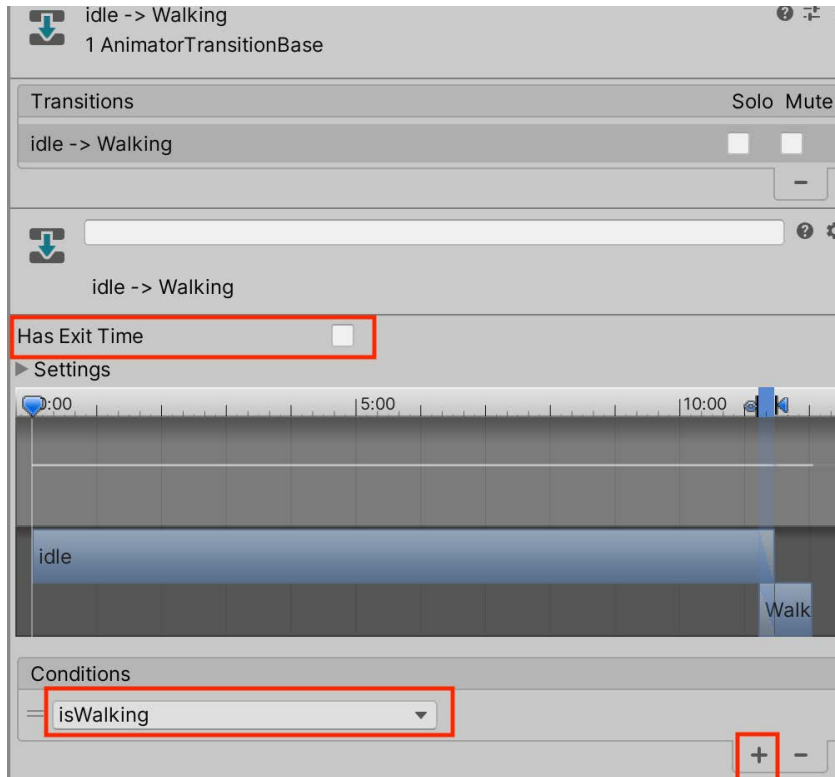 idle -> Walking
1 AnimatorTransitionBase
Transitions Solo Mute
idle -> Walking
idle -> Walking
Has Exit Time
Settings
0:00 |5:00 |10:00
idle
Walk
Conditions
isWalking